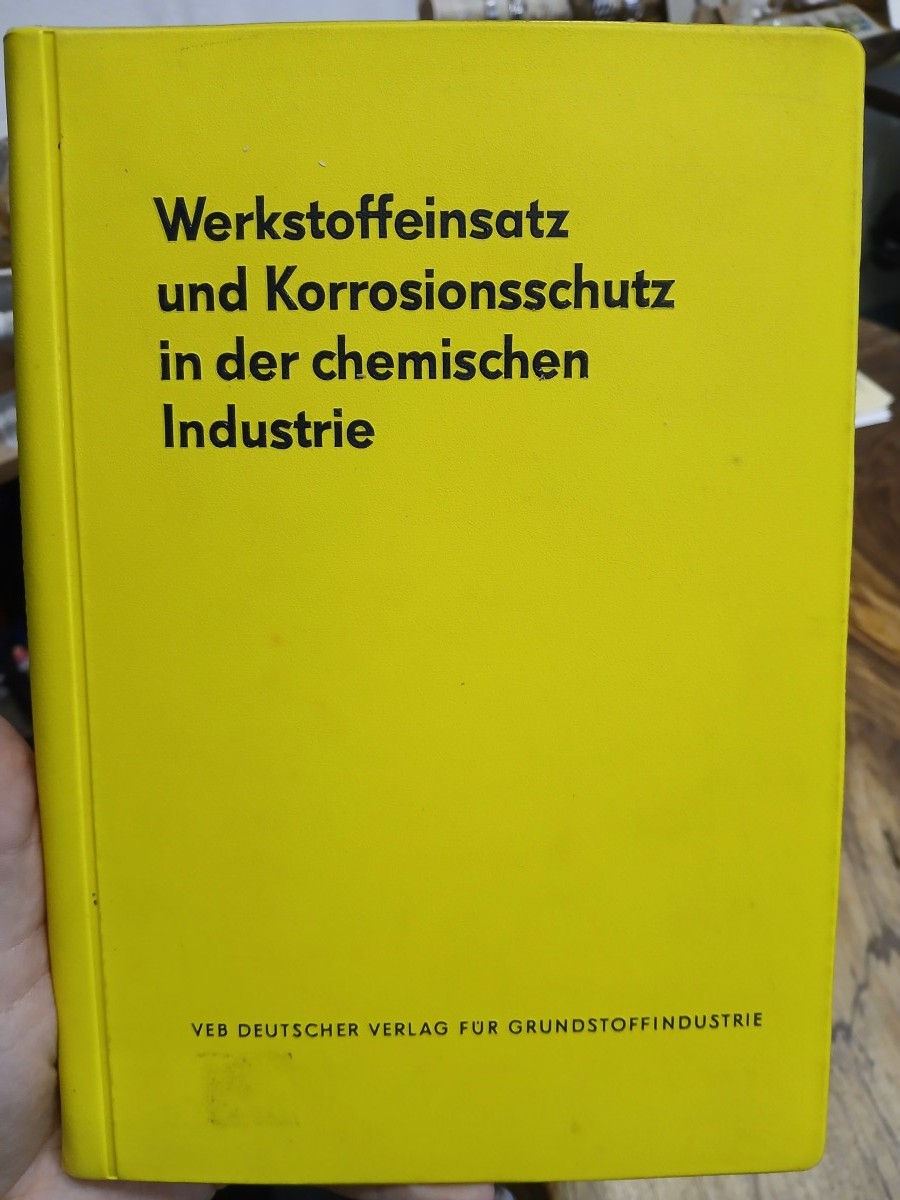 Werkstoffeinsatz
und Korrosionsschutz
in der chemischen
Industrie
VEB DEUTSCHER VERLAG FÜR GRUNDSTOFFINDUSTRIE